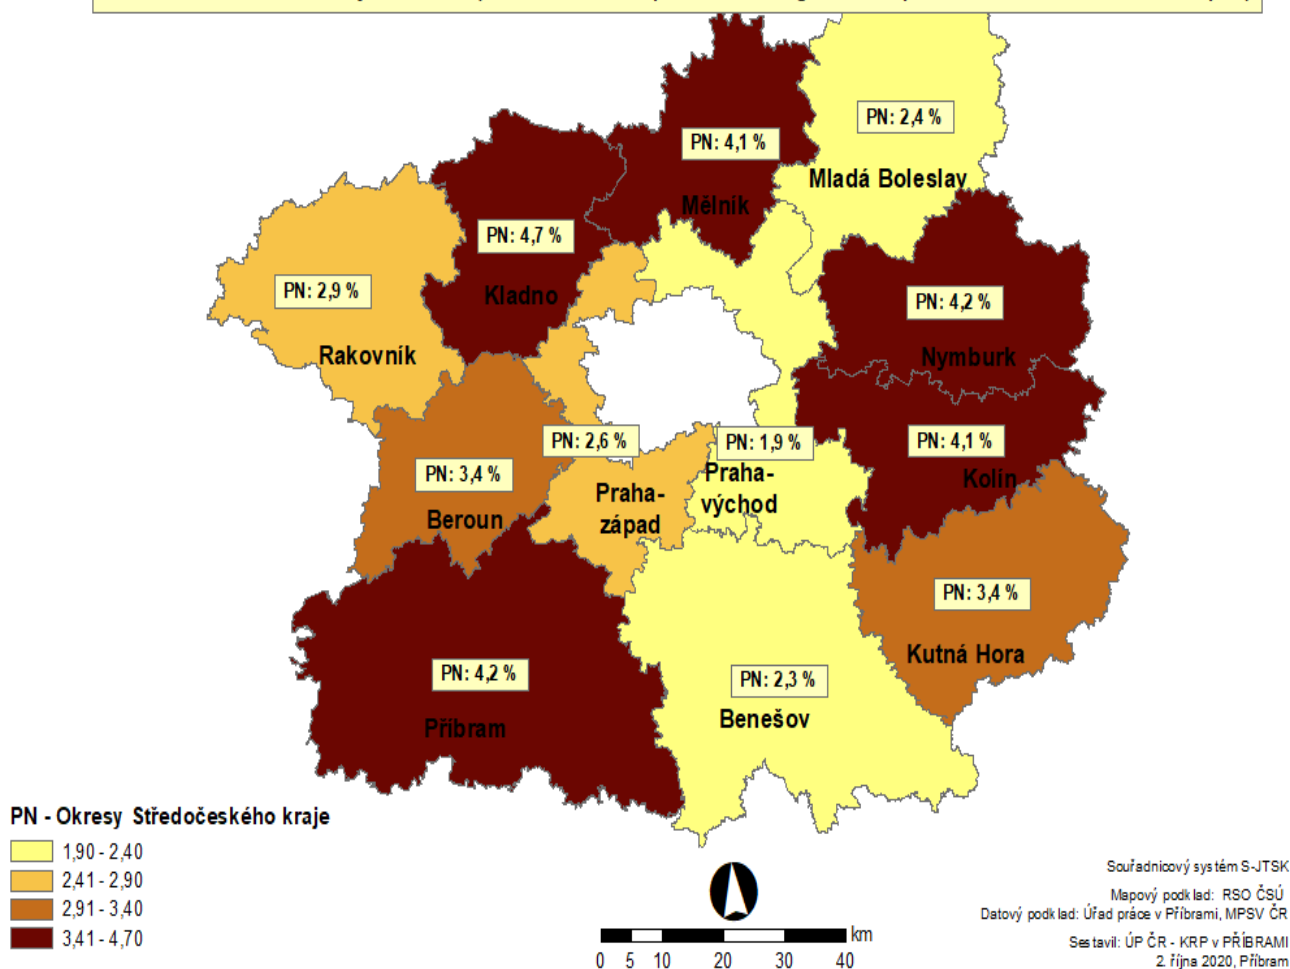 PN: 2,4 %
Mladá Boleslav
PN: 4,1 %
Mělník
PN: 4,7 %
Kladno
PN: 2,9 %
Rakovník
PN: 4,2 %
Nymburk
PN: 4,1 %
Kolín
PN: 2,6 %
Praha-
západ
PN: 1,9 %
Praha-
východ
PN: 3,4 %
Beroun
PN: 3,4 %
Kutná Hora
PN: 4,2 %
Příbram
PN: 2,3 %
Benešov
PN - Okresy Středočeského kraje
1,90 - 2,40
2,41 - 2,90
2,91 - 3,40
3,41 - 4,70
km
0 5 10 20 30 40
Souřadnicový systém S-JTSK
Mapový podklad: RSO ČSÚ
Datový podklad: Úřad práce v Příbrami, MPSV ČR
Sestavil: ÚP ČR - KRP v PŘÍBRAMI
2. října 2020, Příbram